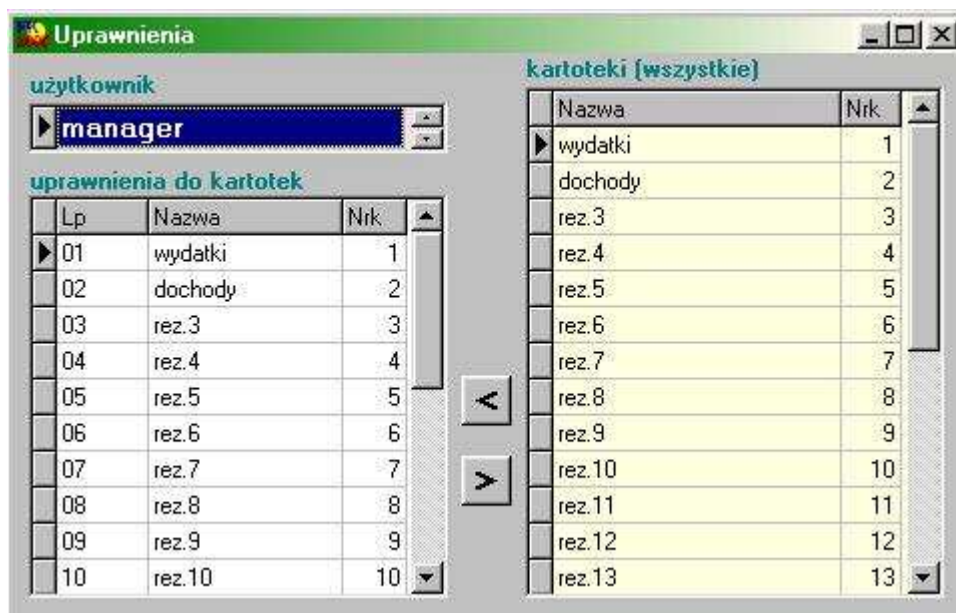 Uprawnienia
użytkownik
manager
uprawnienia do kartotek
Lp Nazwa Nrk
01 wydatki 1
02 dochody 2
03 rez.3 3
04 rez.4 4
05 rez.5 5
06 rez.6 6
07 rez.7 7
08 rez.8 8
09 rez.9 9
10 rez.10 10
<
>
kartoteki (wszystkie)
Nazwa Nrk
wydatki 1
dochody 2
rez.3 3
rez.4 4
rez.5 5
rez.6 6
rez.7 7
rez.8 8
rez.9 9
rez.10 10
rez.11 11
rez.12 12
rez.13 13